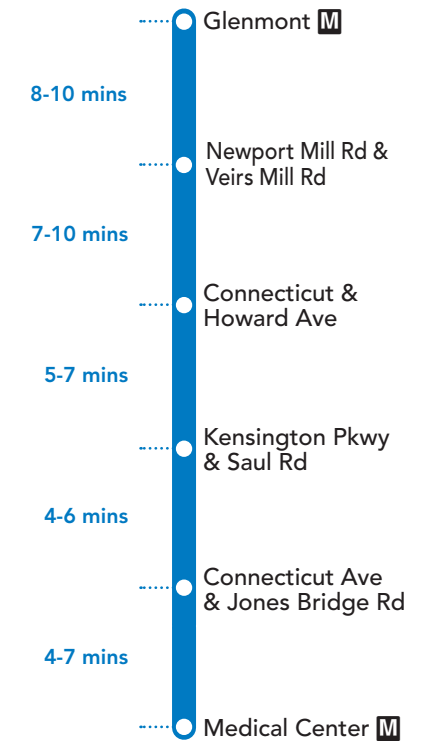 Glenmont M
8-10 mins
Newport Mill Rd &
Veirs Mill Rd
7-10 mins
Connecticut &
Howard Ave
5-7 mins
Kensington Pkwy
& Saul Rd
4-6 mins
Connecticut Ave
& Jones Bridge Rd
4-7 mins
Medical Center M